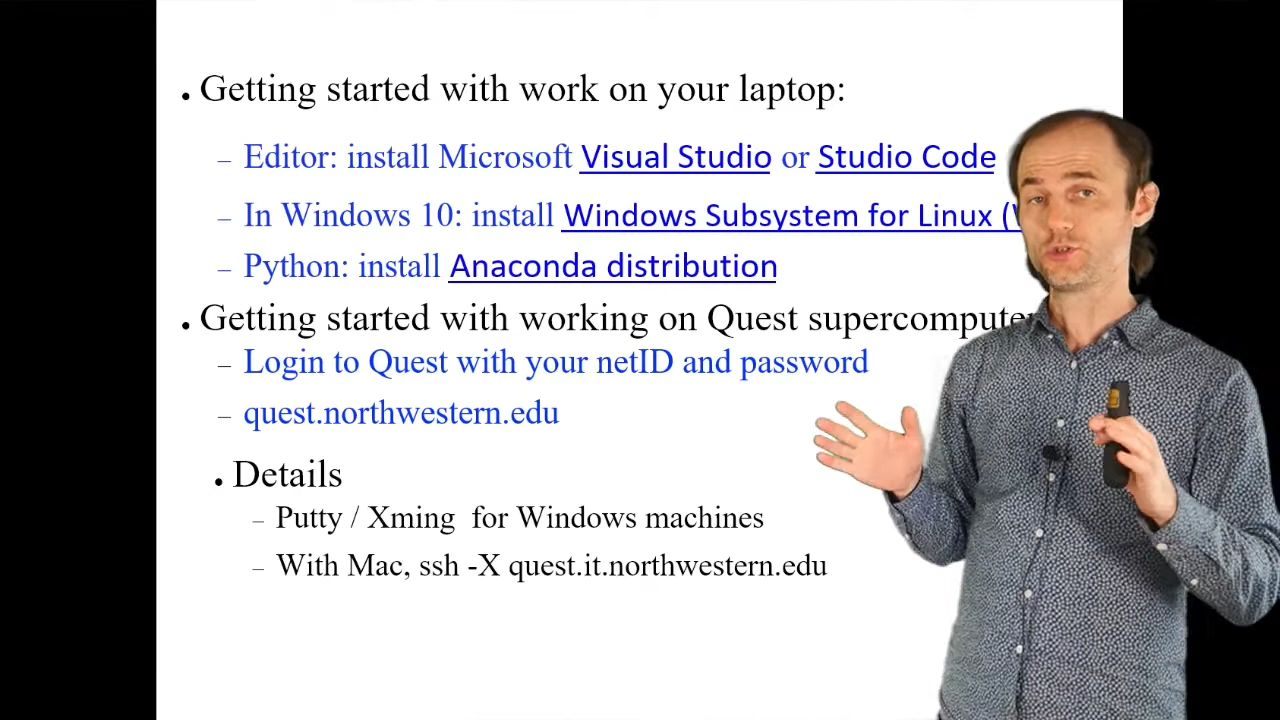 • Getting started with work on your laptop:
– Editor: install Microsoft Visual Studio or Studio Code
– In Windows 10: install Windows Subsystem for Linux (
– Python: install Anaconda distribution
• Getting started with working on Quest supercomputer
– Login to Quest with your netID and password
– quest.northwestern.edu
• Details
– Putty / Xming for Windows machines
– With Mac, ssh -X quest.it.northwestern.edu